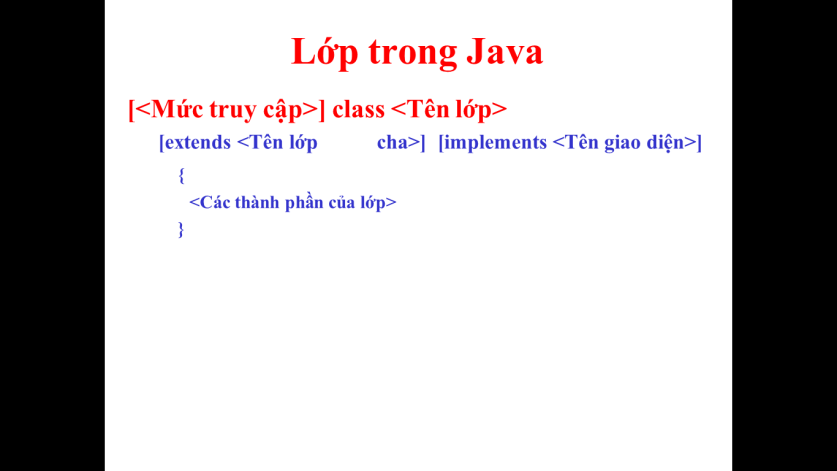 Lớp trong Java
[<Mức truy cập>] class <Tên lớp>
[extends <Tên lớp cha>] [implements <Tên giao diện>]
{
<Các thành phần của lớp>
}